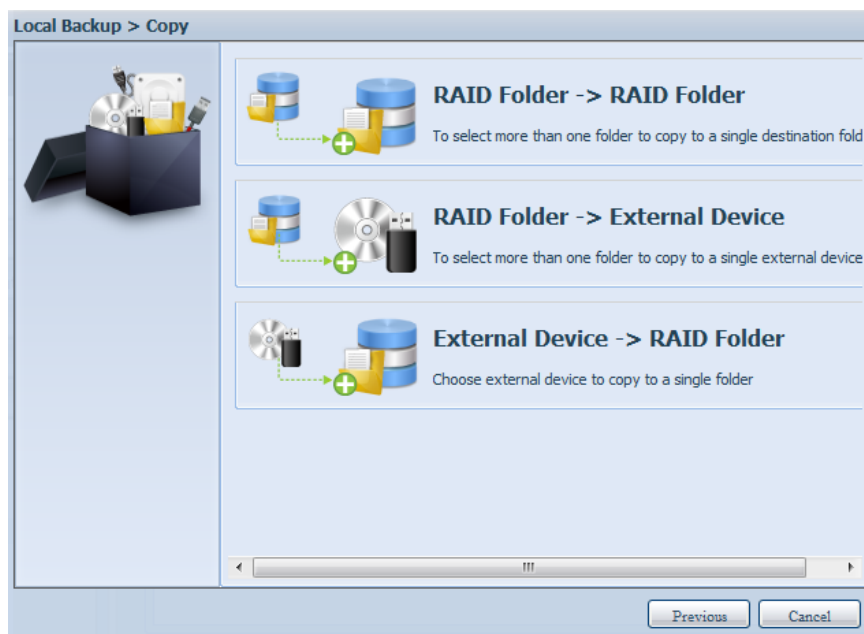 Local Backup > Copy
RAID Folder -> RAID Folder
To select more than one folder to copy to a single destination fold
RAID Folder -> External Device
To select more than one folder to copy to a single external device
External Device -> RAID Folder
Choose external device to copy to a single folder
Previous
Cancel